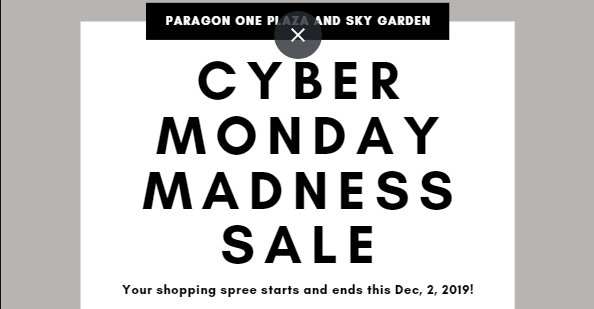 PARAGON ONE PLAZA AND SKY GARDEN
CYBER
MONDAY
MADNESS
SALE
Your shopping spree starts and ends this Dec, 2, 2019!